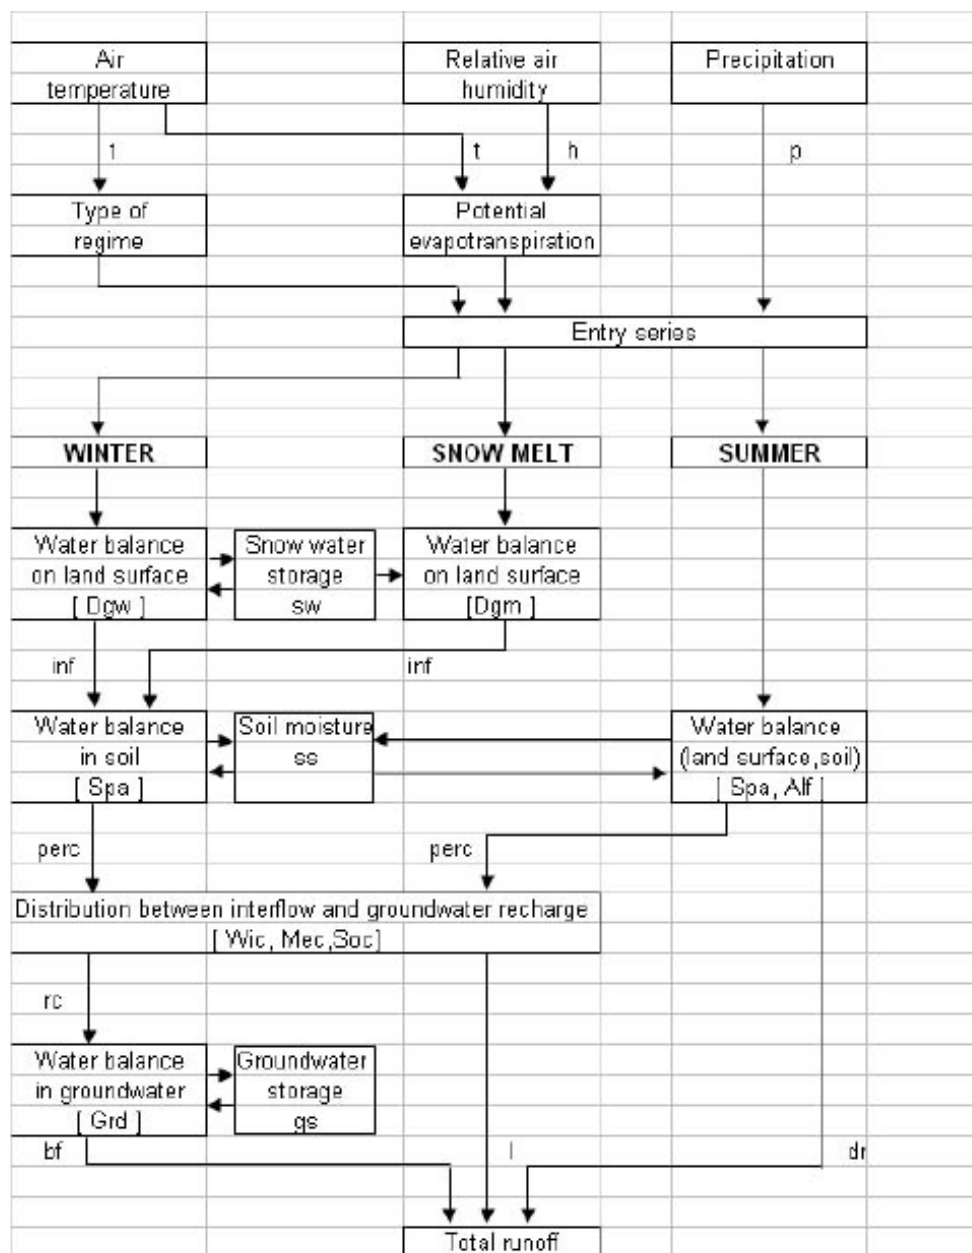 Air
temperature
Relative air
humidity
Precipitation
t
t
h
p
Type of
regime
Potential
evapotranspiration
Entry series
WINTER
SNOW MELT
SUMMER
Water balance
on land surface
[ Dgw ]
Snow water
storage
sw
Water balance
on land surface
[Dgm ]
inf
inf
Water balance
in soil
[ Spa ]
Soil moisture
ss
Water balance
(land surface,soil)
[ Spa, Alf ]
perc
perc
Distribution between interflow and groundwater recharge
[ Wic, Mec,Soc]
rc
Water balance
in groundwater
[ Grd ]
Groundwater
storage
gs
bf
I
dr
Total runoff